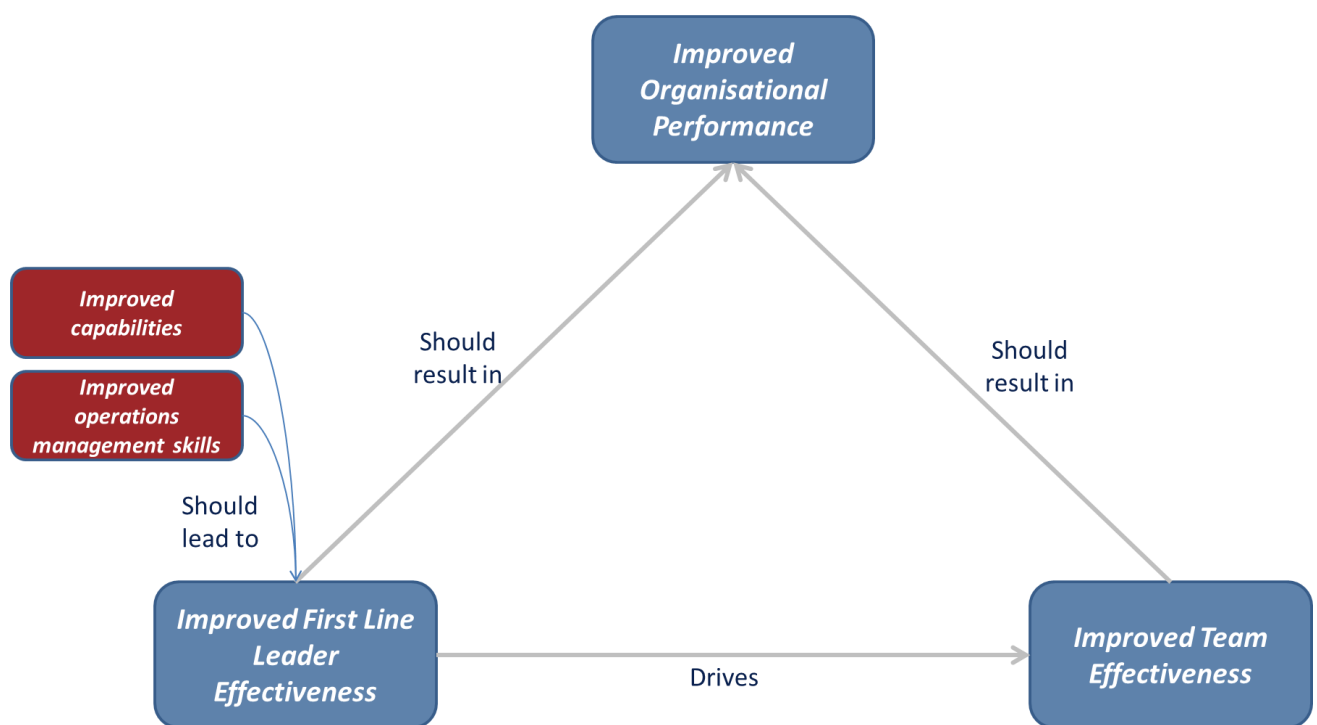 Improved
Organisational
Performance
Improved
capabilities
Improved
operations
management skills
Should
result in
Should
result in
Should
lead to
Improved First Line
Leader
Effectiveness
Drives
Improved Team
Effectiveness